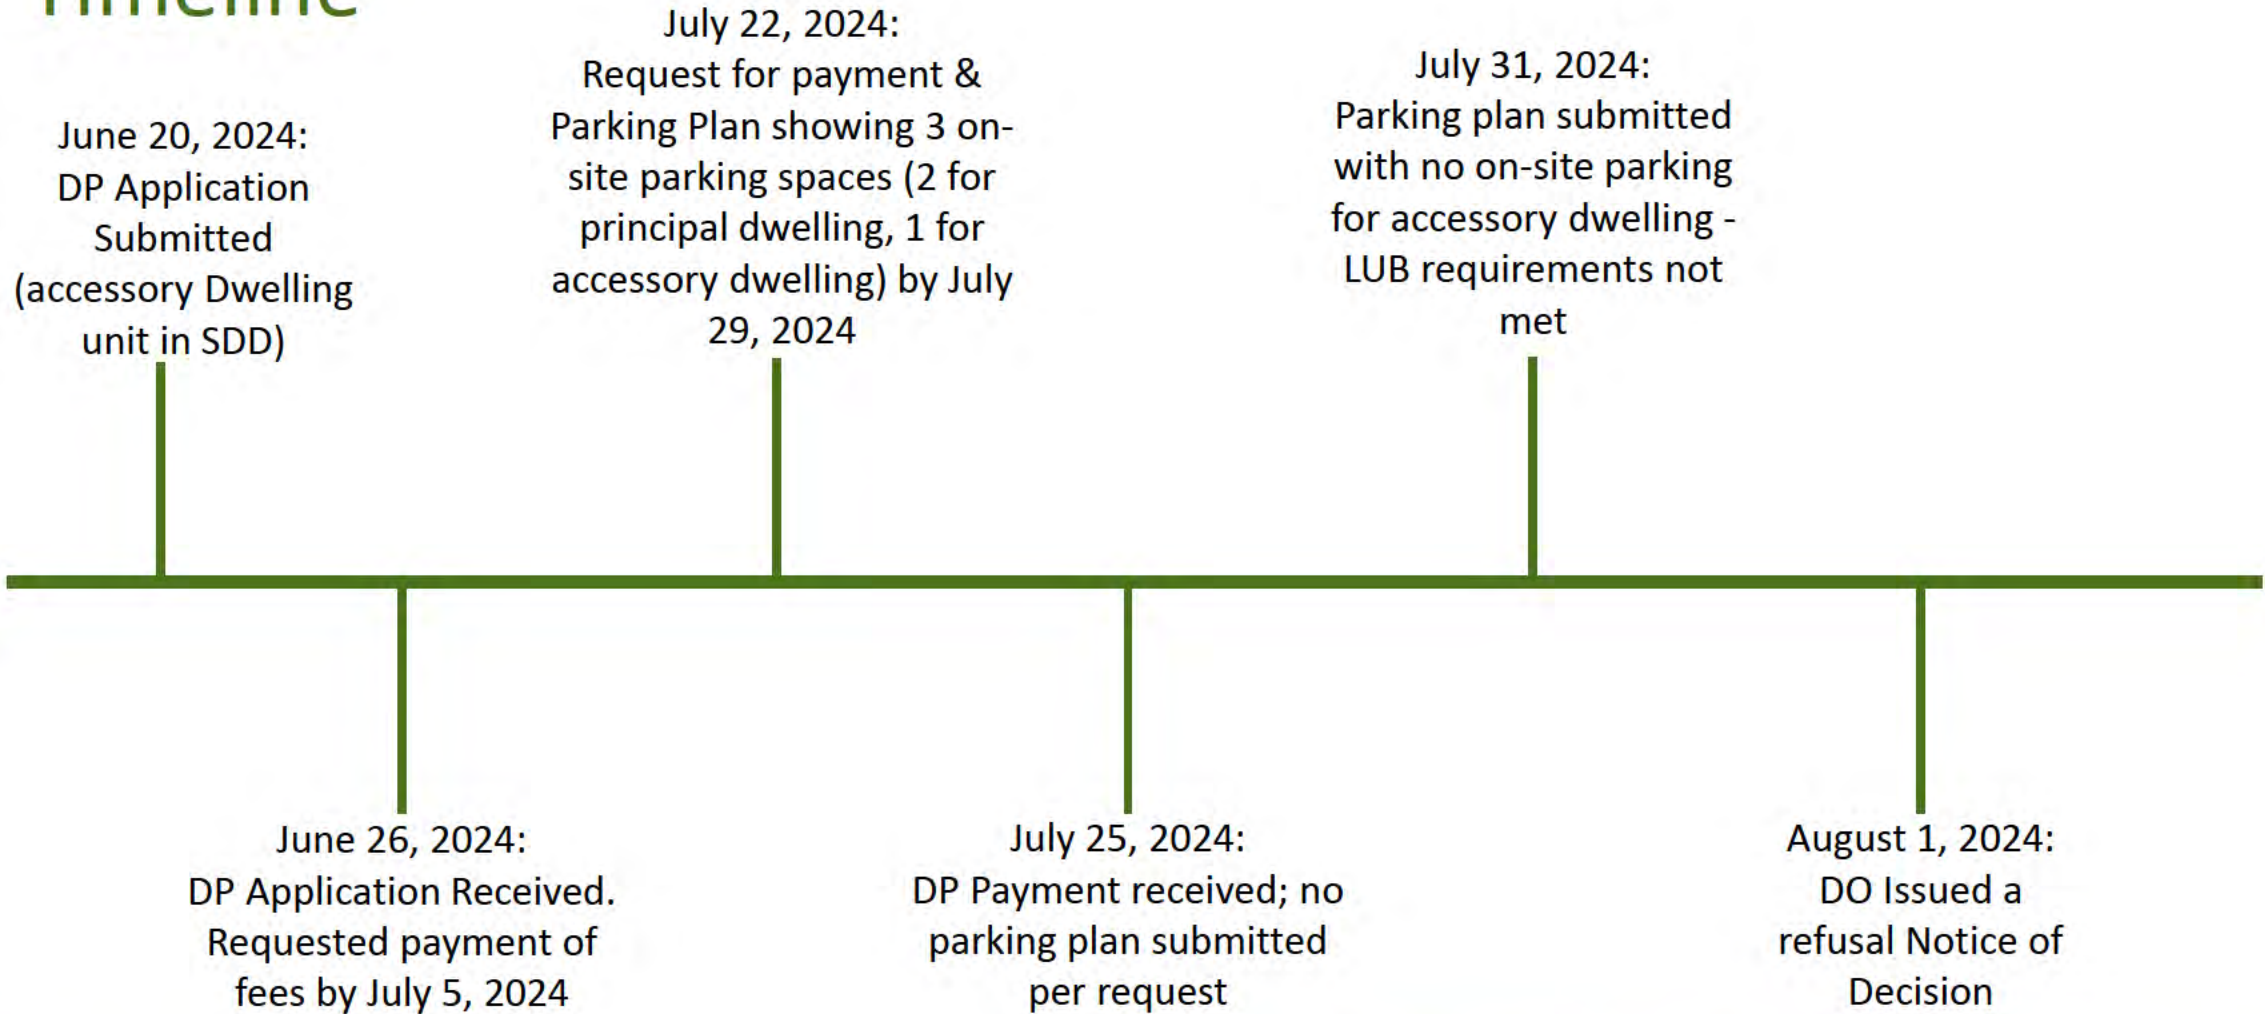 Timeline
June 20, 2024:
DP Application
Submitted
(accessory Dwelling
unit in SDD)
July 22, 2024:
Request for payment &
Parking Plan showing 3 on-
site parking spaces (2 for
principal dwelling, 1 for
accessory dwelling) by July
29, 2024
July 31, 2024:
Parking plan submitted
with no on-site parking
for accessory dwelling -
LUB requirements not
met
June 26, 2024:
DP Application Received.
Requested payment of
fees by July 5, 2024
July 25, 2024:
DP Payment received; no
parking plan submitted
per request
August 1, 2024:
DO Issued a
refusal Notice of
Decision